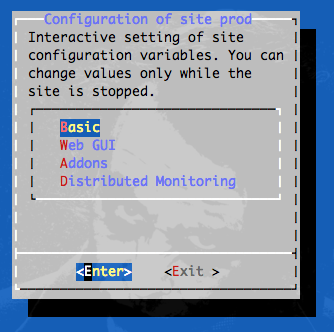 Configuration of site prod
Interactive setting of site
configuration variables. You can
change values only while the
site is stopped.
Basic
Web GUI
Addons
Distributed Monitoring
<Enter> <Exit >